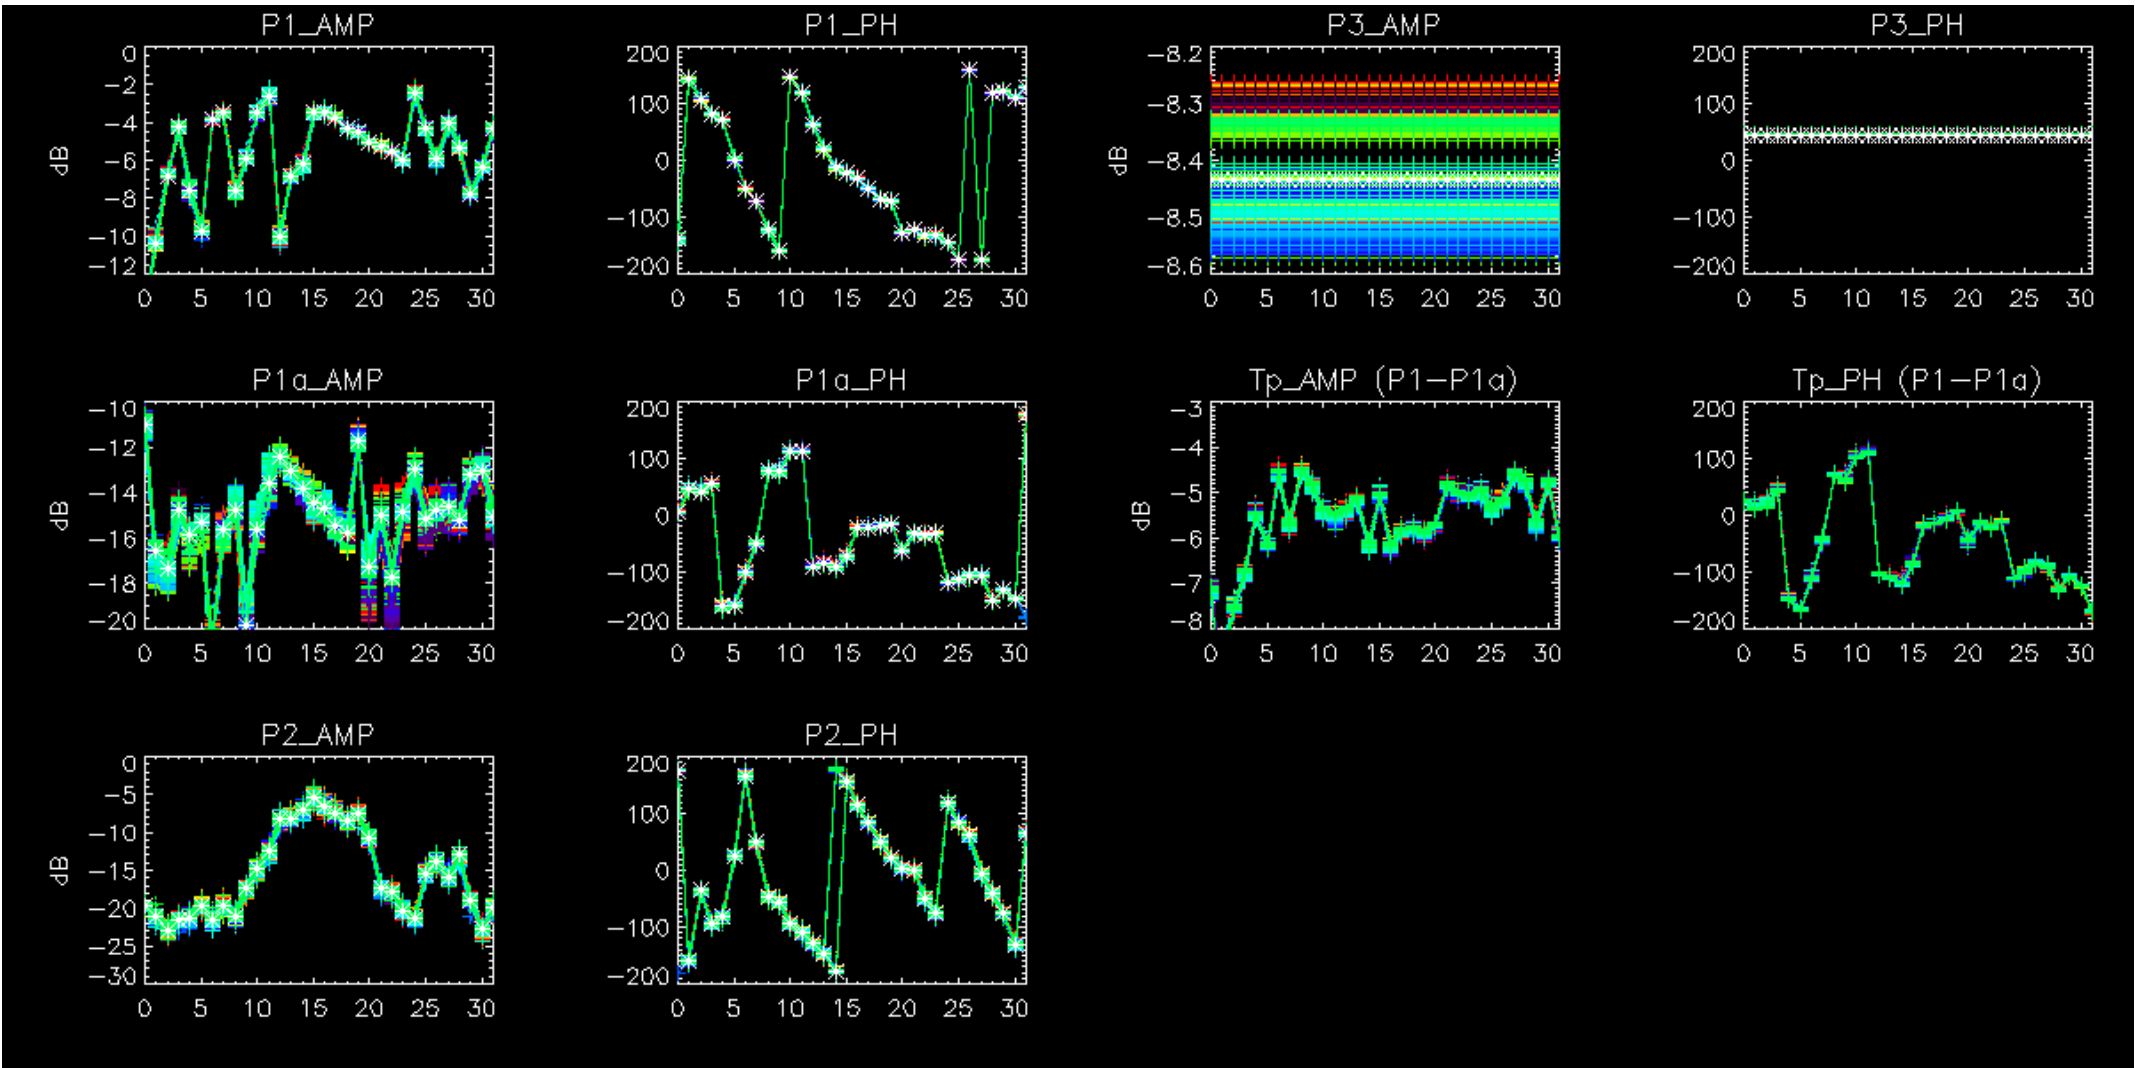 P1_AMP
P1_PH
P3_AMP
P3_PH
0
−2
−4
−6
−8
−10
−12
dB
0 5 10 15 20 25 30
200
100
0
−100
−200
0 5 10 15 20 25 30
−8.2
−8.3
−8.4
−8.5
−8.6
dB
0 5 10 15 20 25 30
200
100
0
−100
−200
0 5 10 15 20 25 30
P1a_AMP
P1a_PH
Tp_AMP (P1−P1a)
Tp_PH (P1−P1a)
−10
−12
−14
−16
−18
−20
dB
0 5 10 15 20 25 30
200
100
0
−100
−200
0 5 10 15 20 25 30
−3
−4
−5
−6
−7
−8
dB
0 5 10 15 20 25 30
200
100
0
−100
−200
0 5 10 15 20 25 30
P2_AMP
P2_PH
0
−5
−10
−15
−20
−25
−30
dB
0 5 10 15 20 25 30
200
100
0
−100
−200
0 5 10 15 20 25 30